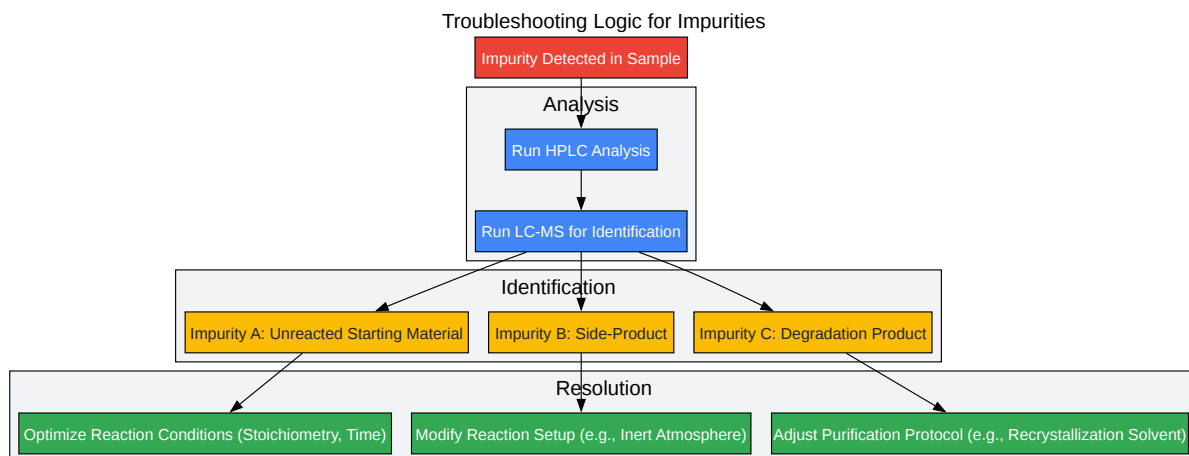 Troubleshooting Logic for Impurities
Impurity Detected in Sample
Analysis
Run HPLC Analysis
Run LC-MS for Identification
Identification
Impurity A: Unreacted Starting Material
Impurity B: Side-Product
Impurity C: Degradation Product
Resolution
Optimize Reaction Conditions (Stoichiometry, Time)
Modify Reaction Setup (e.g., Inert Atmosphere)
Adjust Purification Protocol (e.g., Recrystallization Solvent)